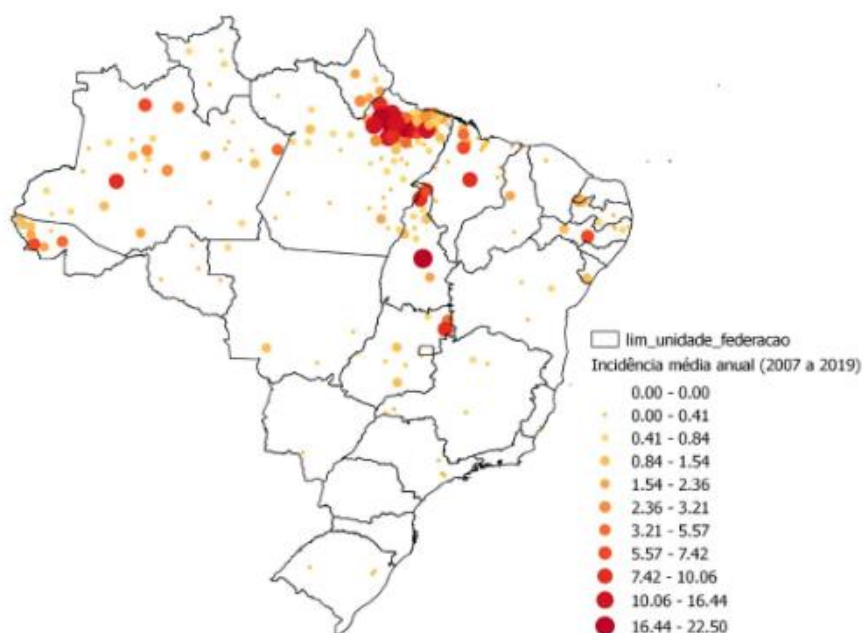 lim_unidade_federacao
Incidência média anual (2007 a 2019)
0.00 - 0.00
0.00 - 0.41
0.41 - 0.84
0.84 - 1.54
1.54 - 2.36
2.36 - 3.21
3.21 - 5.57
5.57 - 7.42
7.42 - 10.06
10.06 - 16.44
16.44 - 22.50